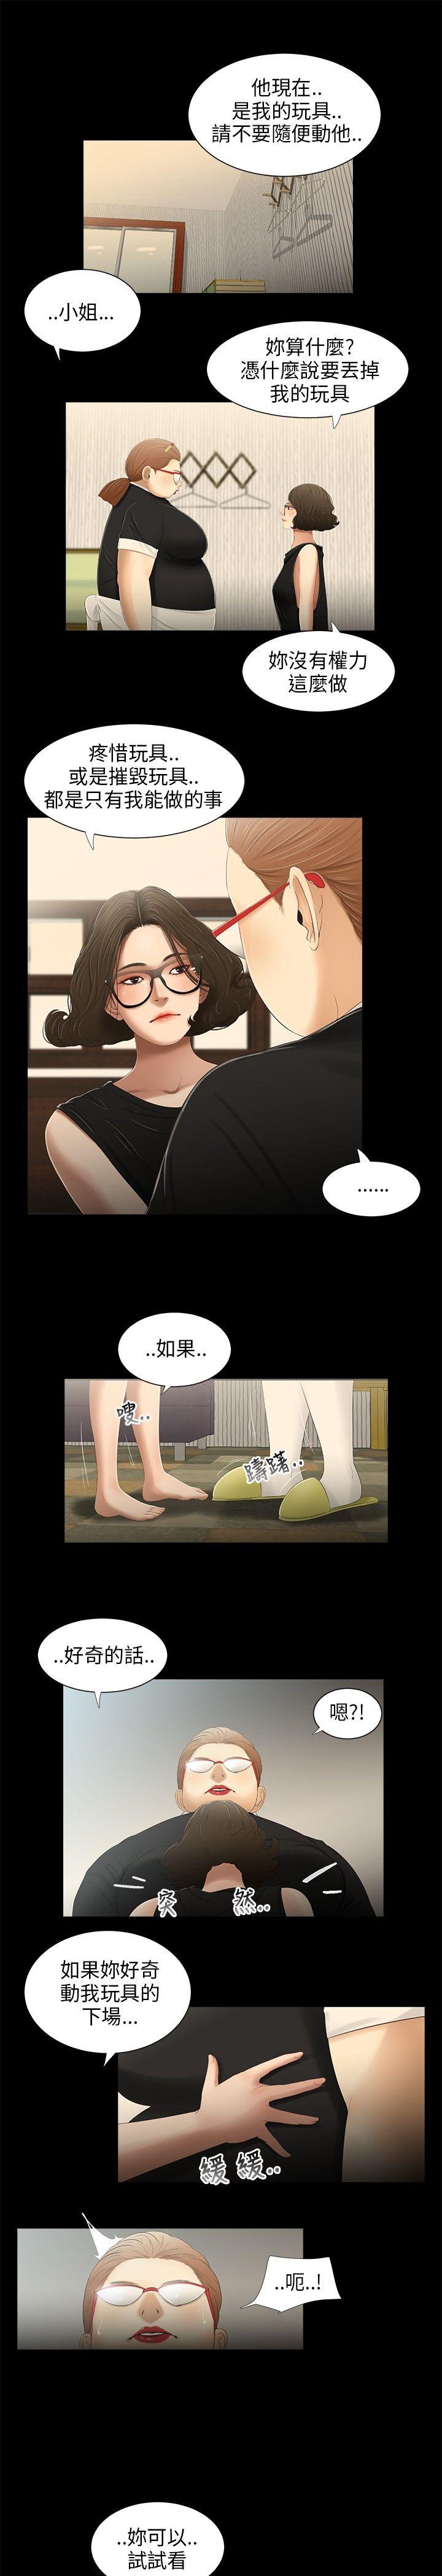 他現在..
是我的玩具..
請不要隨便動他..
..小姐...
妳算什麼?
憑什麼說要丟掉
我的玩具
妳沒有權力
這麼做
疼惜玩具..
或是摧毀玩具..
都是只有我能做的事
......
..如果..
嗖..
躊躇..
..好奇的話..
嗯?!
突 然..
如果妳好奇
動我玩具的
下場...
緩 緩..
..呃..!
..妳可以..
試試看